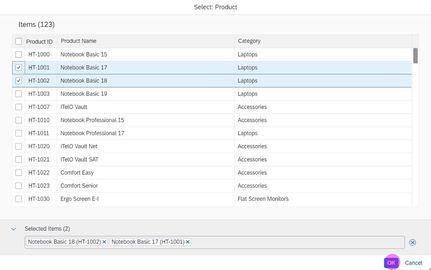 Select: Product
Items (123)
Product ID Product Name Category
HT-1000 Notebook Basic 15 Laptops
HT-1001 Notebook Basic 17 Laptops
HT-1002 Notebook Basic 18 Laptops
HT-1003 Notebook Basic 19 Laptops
HT-1007 ITelO Vault Accessories
HT-1010 Notebook Professional 15 Accessories
HT-1011 Notebook Professional 17 Laptops
HT-1020 ITelO Vault Net Accessories
HT-1021 ITelO Vault SAT Accessories
HT-1022 Comfort Easy Accessories
HT-1023 Comfort Senior Accessories
HT-1030 Ergo Screen E-I Flat Screen Monitors
Selected Items (2)
Notebook Basic 18 (HT-1002) Notebook Basic 17 (HT-1001)
OK Cancel